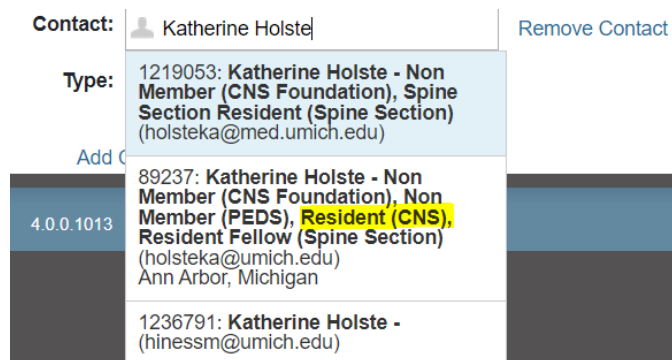 Contact: Katherine Holste Remove Contact
Type:
1219053: Katherine Holste - Non
Member (CNS Foundation), Spine
Section Resident (Spine Section)
(holsteka@med.umich.edu)
Add
89237: Katherine Holste - Non
Member (CNS Foundation), Non
Member (PEDS), Resident (CNS),
Resident Fellow (Spine Section)
(holsteka@umich.edu)
Ann Arbor, Michigan
4.0.0.1013
1236791: Katherine Holste -
(hinessm@umich.edu)